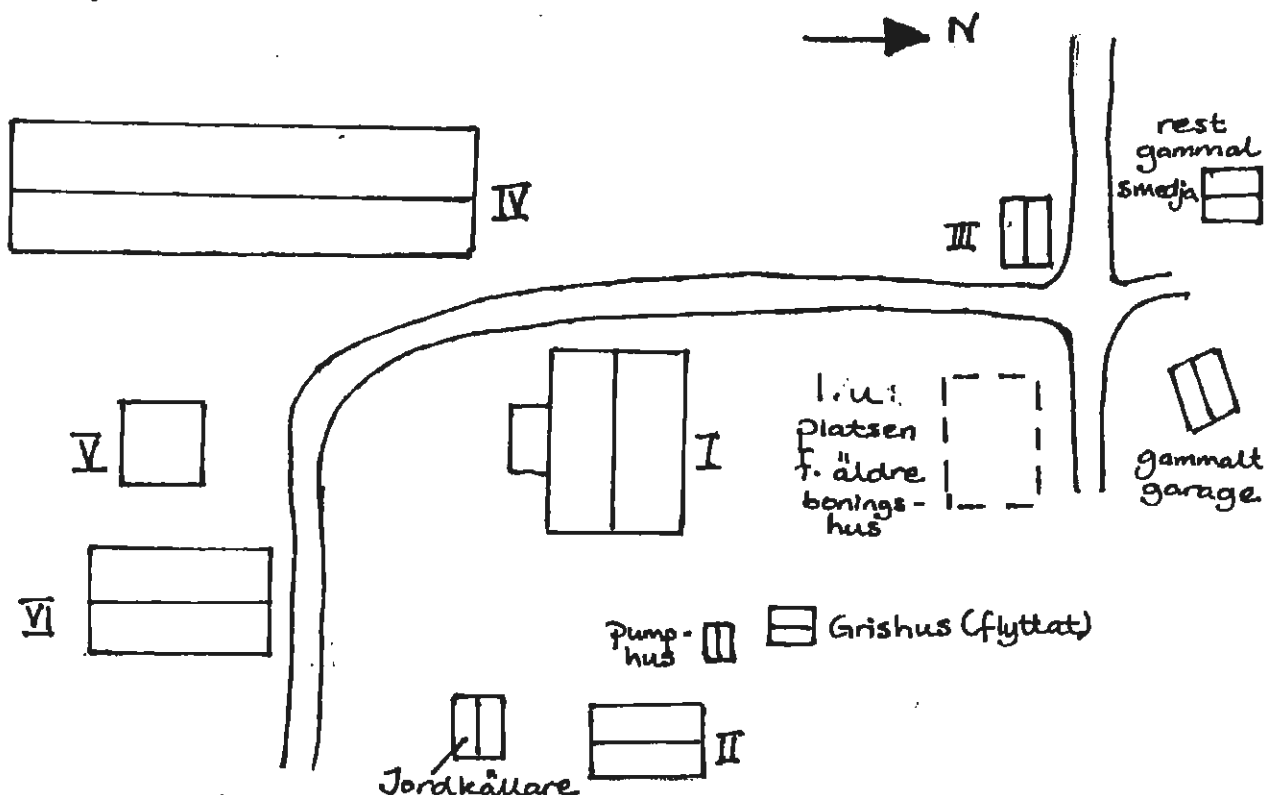 N
rest
gammal
smedja
IV
III
I
l.u.:
platsen
f. äldre
bonings-
hus
gammalt
garage
V
VI
Pump-
hus
Grishus (flyttat)
II
Jordkällare